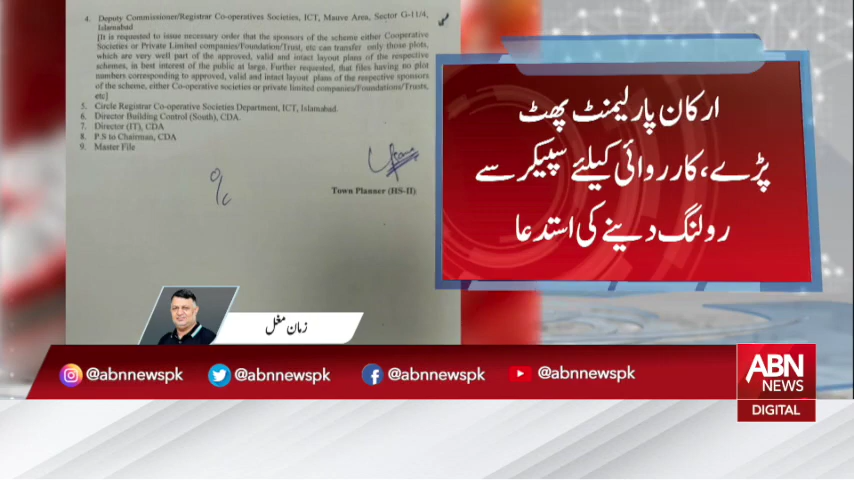 4. Deputy Commissioner/Registrar Co-operatives Societies, ICT, Mauve Area, Sector G-11/4,
Islamabad
[It is requested to issue necessary order that the sponsors of the scheme either Cooperative
Societies or Private Limited companies/Foundation/Trust, etc can transfer only those plots,
which are very well part of the approved, valid and intact layout plans of the respective
schemes, in best interest of the public at large. Further requested, that files having no plot
numbers corresponding to approved, valid and intact layout plans of the respective sponsors
of the scheme, either Co-operative societies or private limited companies/Foundations/Trusts,
etc]
5. Circle Registrar Co-operative Societies Department, ICT, Islamabad.
6. Director Building Control (South), CDA.
7. Director (IT), CDA
8. P.S to Chairman, CDA
9. Master File
Town Planner (HS-II)
ارکان پارلیمنٹ پھٹ
پڑے، کارروائی کیلئے سپیکر سے
رولنگ دینے کی استدعا
زمان مغل
@abnnewspk
@abnnewspk
@abnnewspk
@abnnewspk
ABN
NEWS
DIGITAL